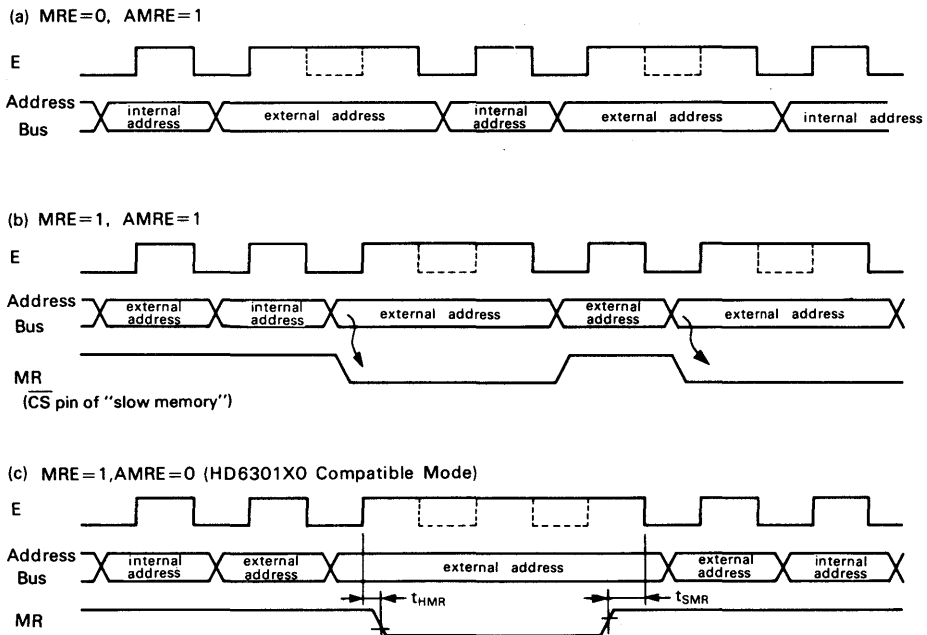 (a) MRE=0, AMRE=1
E
Address
Bus
internal
address
external address
internal
address
external address
internal address
(b) MRE=1, AMRE=1
E
Address
Bus
external
address
internal
address
external address
external
address
external address
MR
(CS pin of "slow memory")
(c) MRE=1,AMRE=0 (HD6301X0 Compatible Mode)
E
Address
Bus
internal
address
external
address
external address
external
address
internal
address
MR
tHMR
tSMR